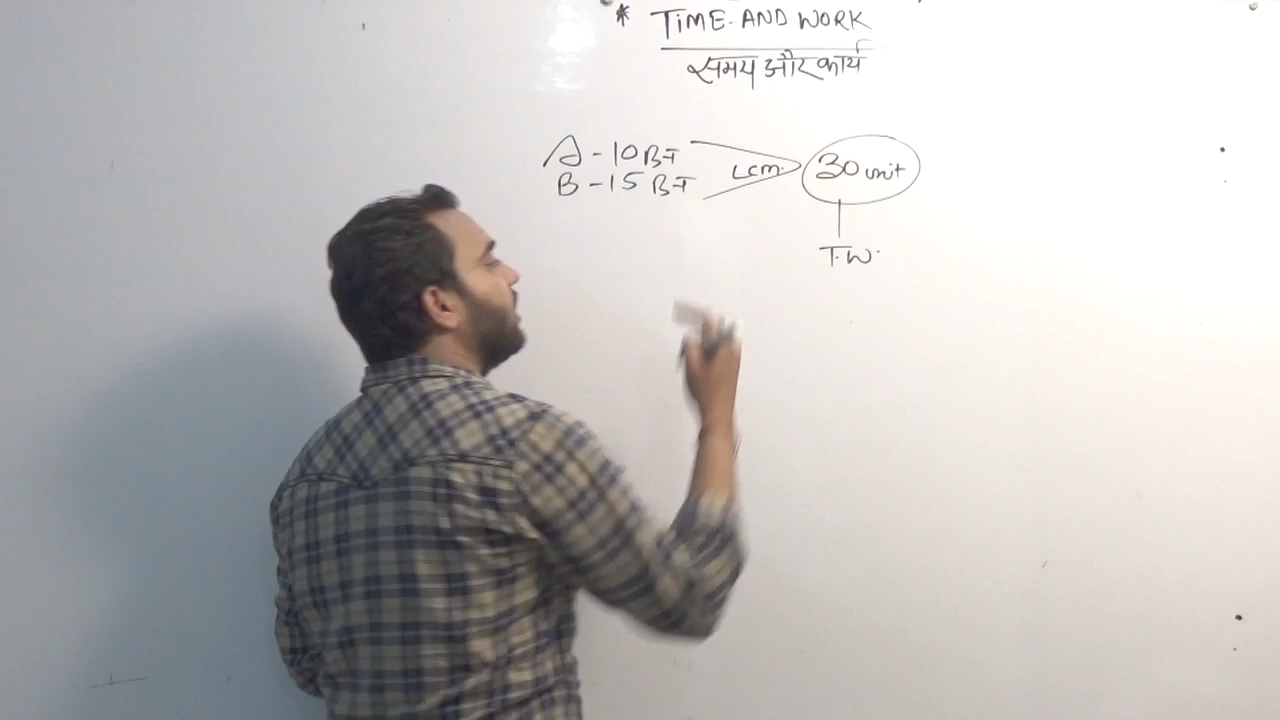 * TIME AND WORK
समय और कार्य
A - 10 दिन
B - 15 दिन
LCM.
30 unit
T.W.